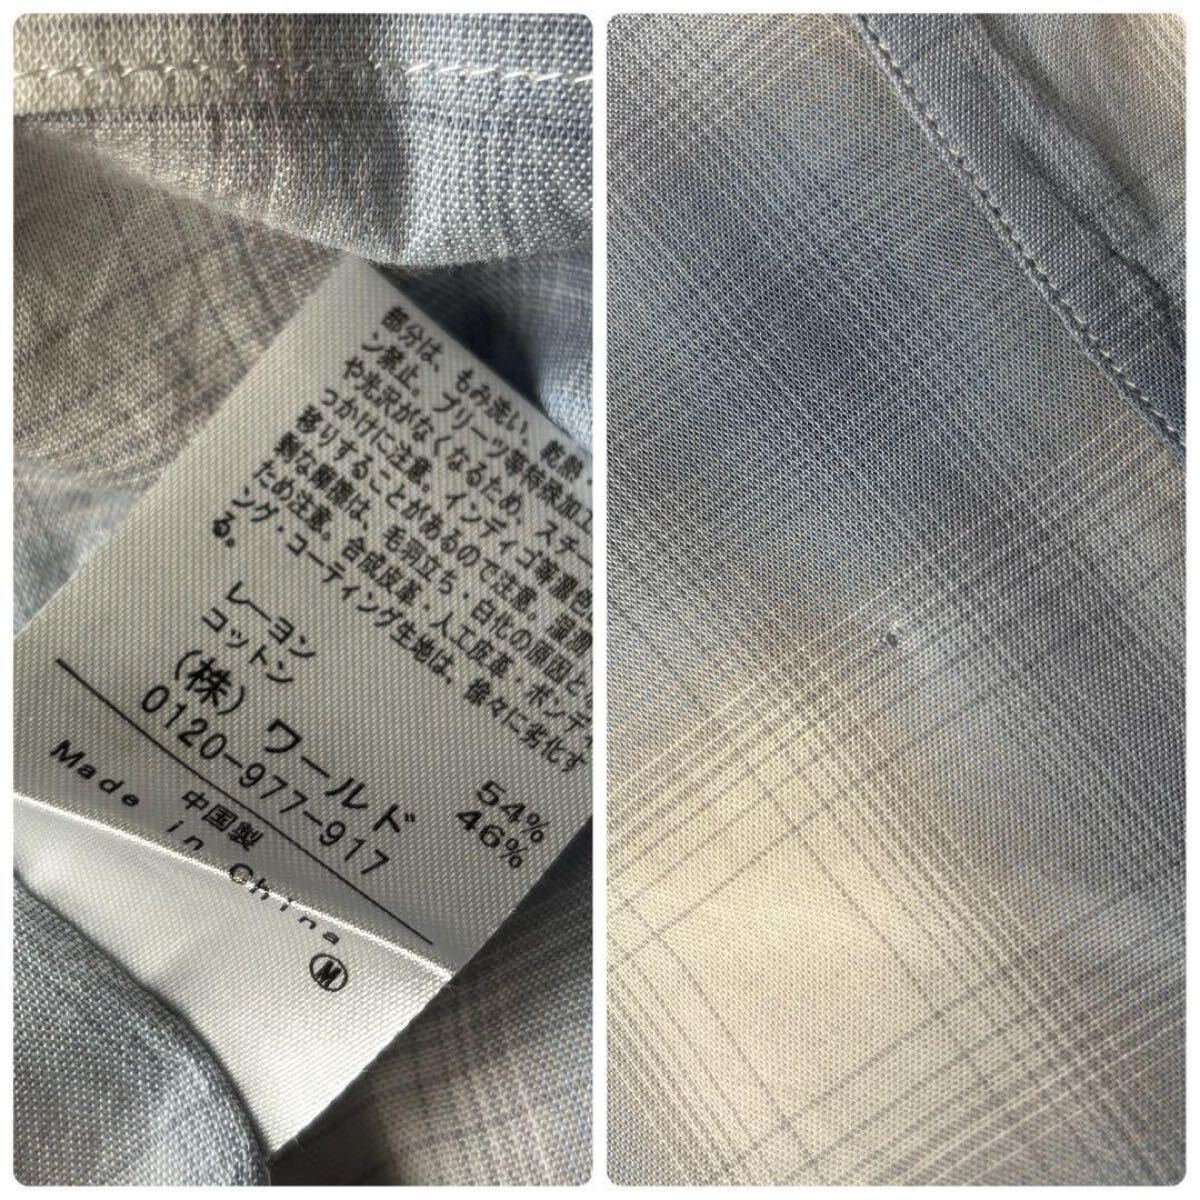 部分は、もみ洗い、乾熱・
ン禁止。プリーツ等特殊加工
や光沢がなくなるため、スチー
つかけに注意。インディゴ等濃色
移りすることがあるので注意。湿潤
剰な摩擦は、毛羽立ち・白化の原因と
ため注意。合成皮革・人工皮革・ボンディ
ング・コーティング生地は、徐々に劣化す
る。
レーヨン 54%
コットン 46%
(株)ワールド
0120-977-917
中国製
Made in China
M